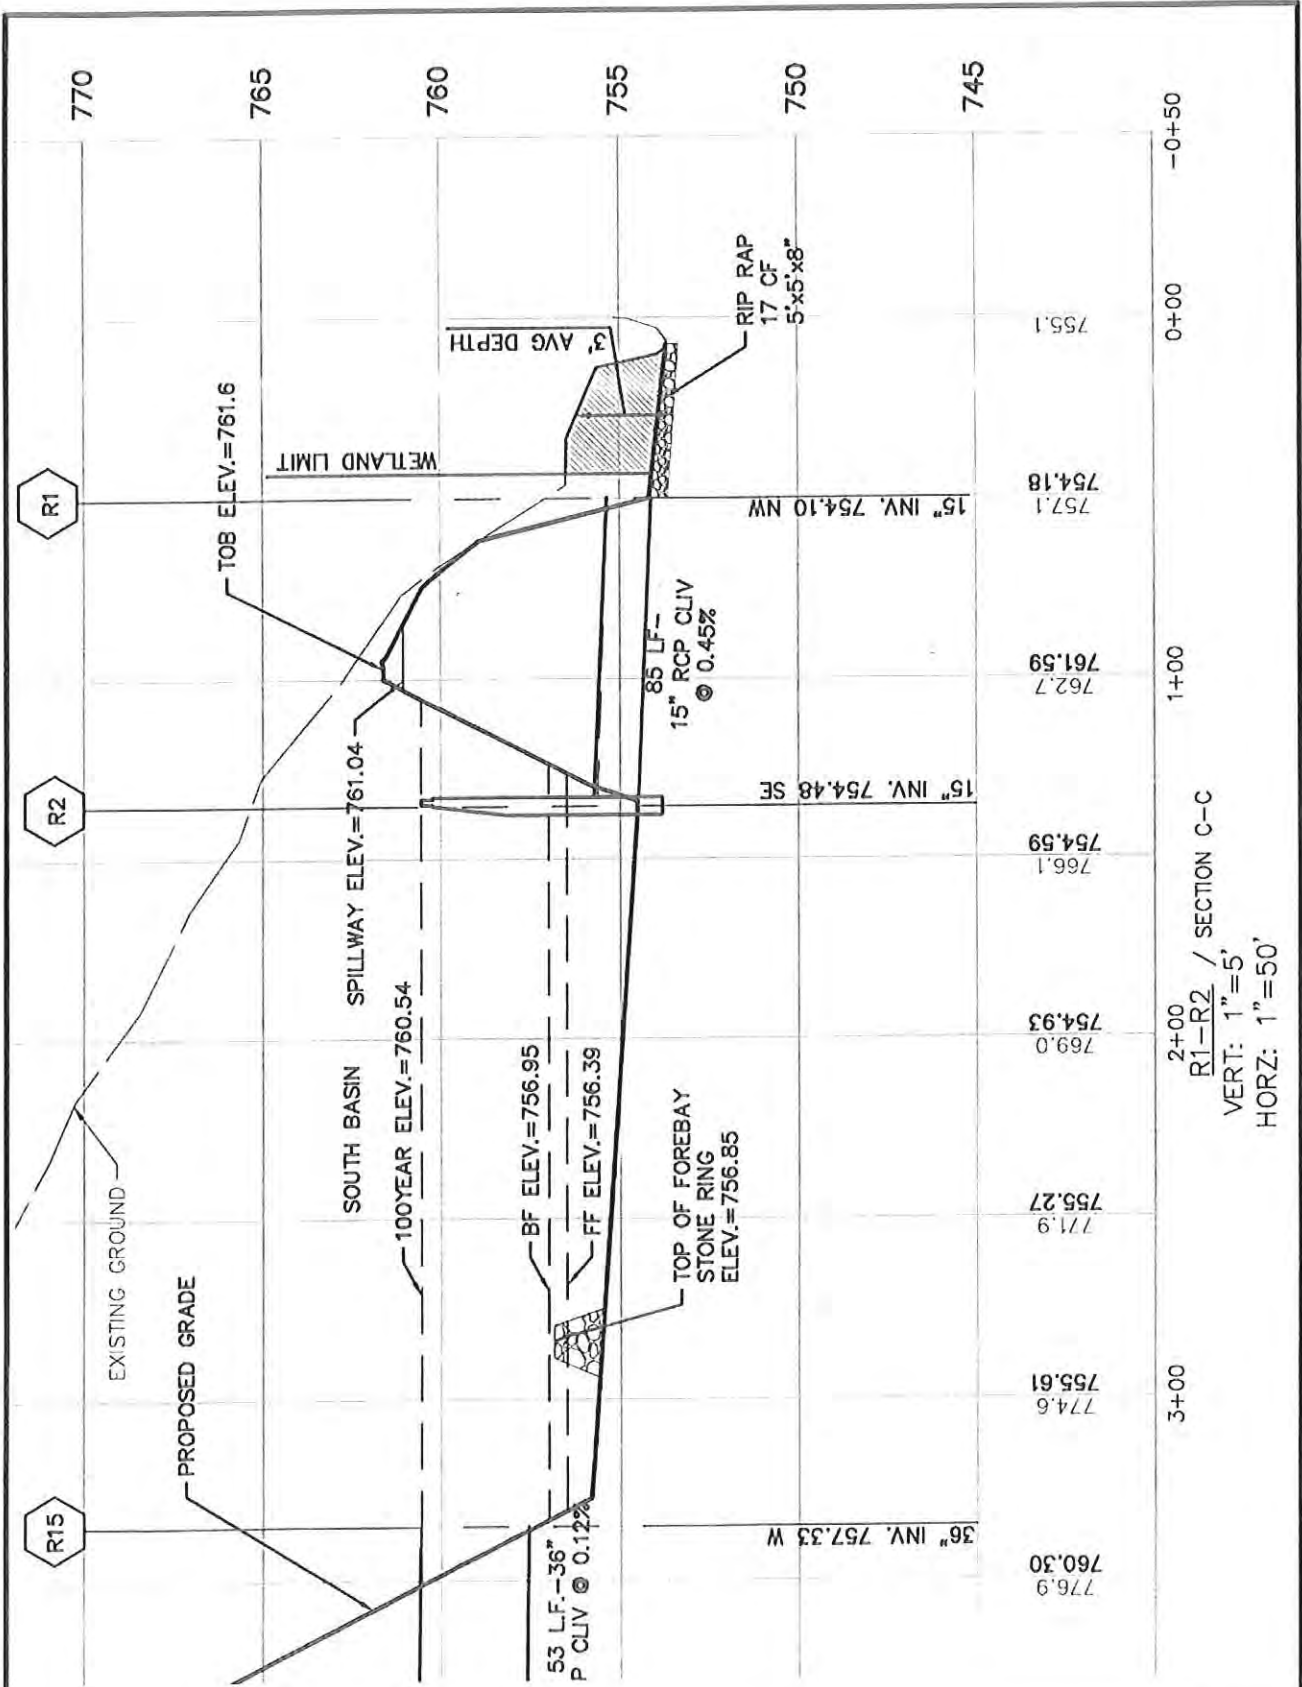 770
765
760
755
750
745
-0+50
0+00
1+00
2+00
3+00
R1
R2
R15
TOB ELEV.=761.6
WETLAND LIMIT
3' AVG DEPTH
RIP RAP
17 CF
5'x5'x8"
15" INV. 754.10 NW
85 LF-
15" RCP CLIV
@ 0.45%
SPILLWAY ELEV.=761.04
15" INV. 754.48 SE
SOUTH BASIN
100YEAR ELEV.=760.54
BF ELEV.=756.95
FF ELEV.=756.39
TOP OF FOREBAY
STONE RING
ELEV.=756.85
EXISTING GROUND
PROPOSED GRADE
53 L.F.-36"
P CLIV @ 0.12%
36" INV. 757.33 W
755.1
754.18
757.1
761.59
762.7
754.59
766.1
754.93
769.0
755.27
771.9
755.61
774.6
760.30
776.9
R1-R2 / SECTION C-C
VERT: 1"=5'
HORZ: 1"=50'